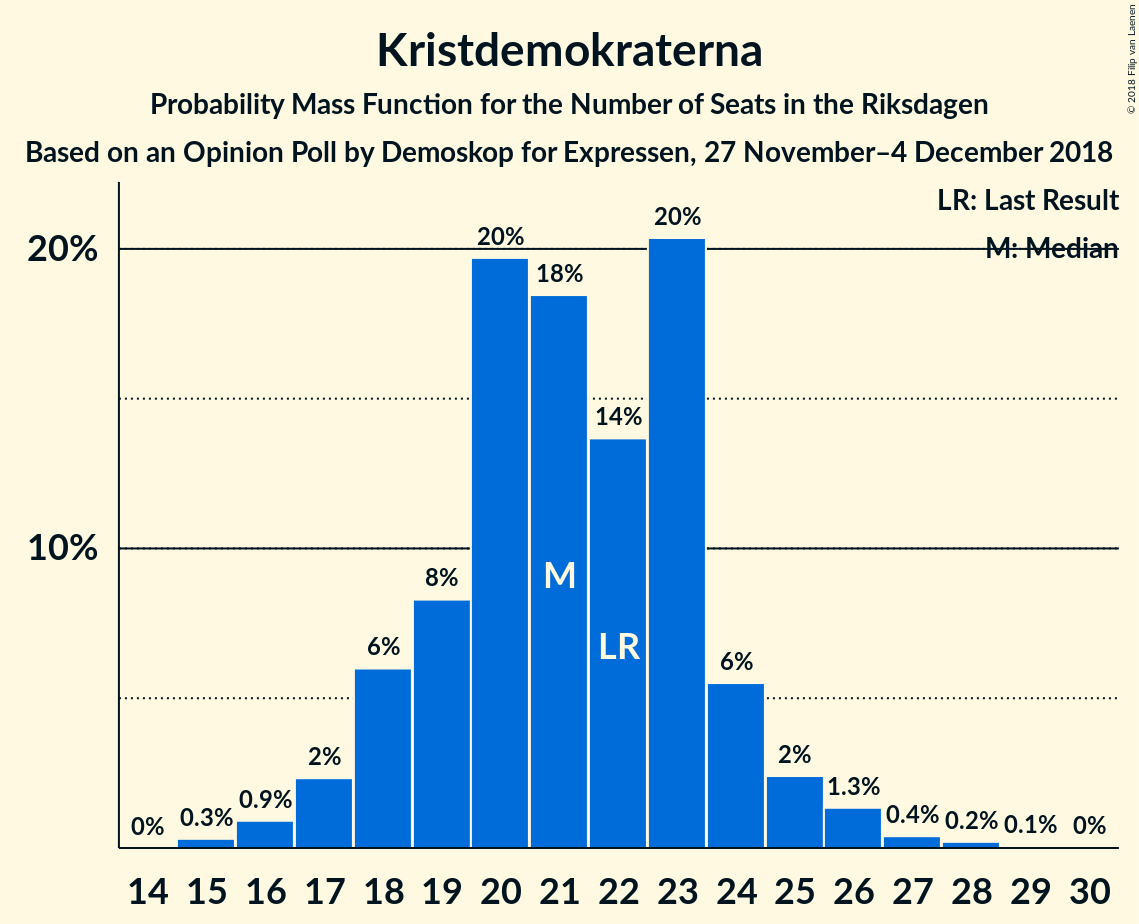 Kristdemokraterna
Probability Mass Function for the Number of Seats in the Riksdagen
Based on an Opinion Poll by Demoskop for Expressen, 27 November–4 December 2018
© 2018 Filip van Laenen
LR: Last Result
M: Median
20%
10%
0%
0.3%
0.9%
2%
6%
8%
20%
18%
14%
20%
6%
2%
1.3%
0.4%
0.2%
0.1%
0%
M
LR
14 15 16 17 18 19 20 21 22 23 24 25 26 27 28 29 30